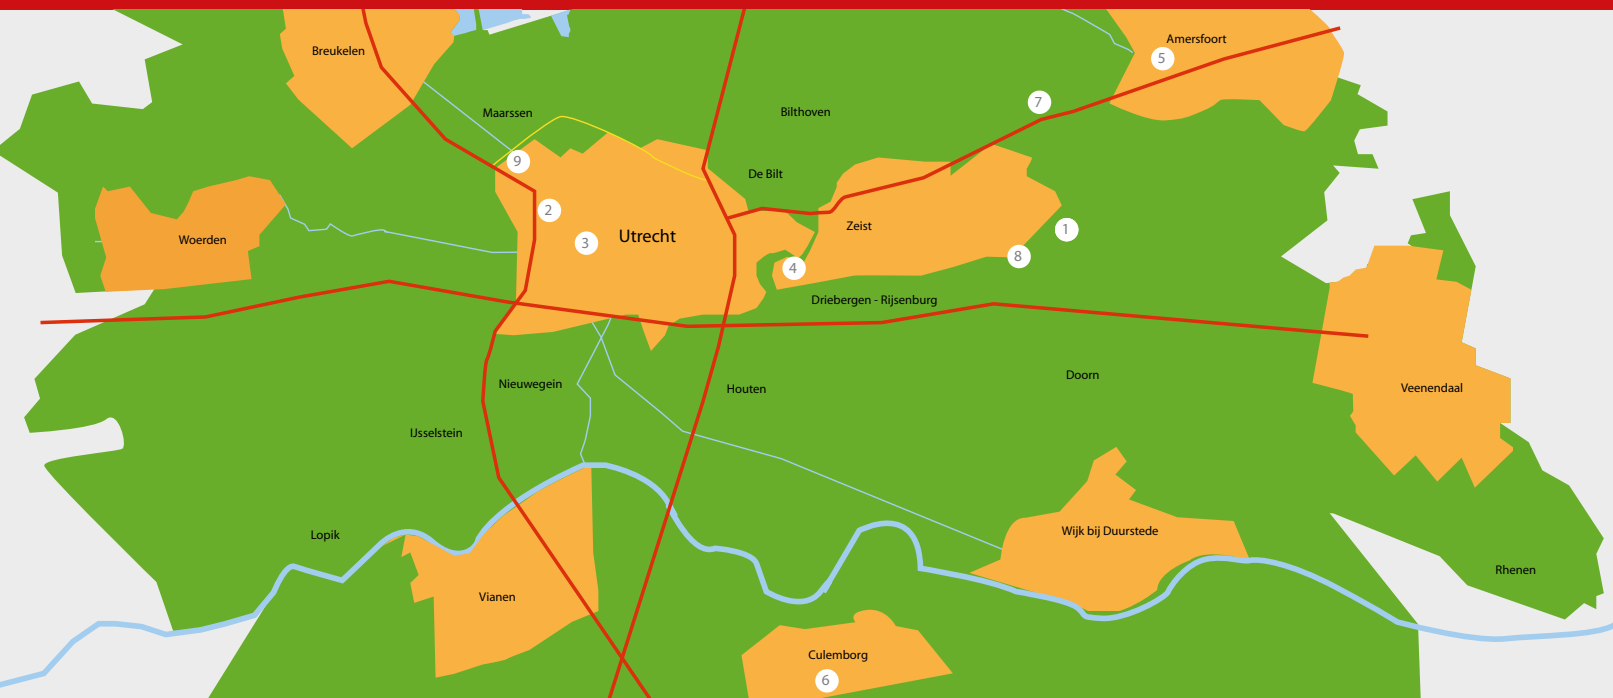 Amersfoort
Breukelen
5
7
Maarssen
Bilthoven
9
De Bilt
2
Zeist
1
Woerden
3
Utrecht
8
4
Driebergen - Rijsenburg
Doorn
Nieuwegein
Houten
Veenendaal
IJsselstein
Wijk bij Duurstede
Lopik
Rhenen
Vianen
Culemborg
6